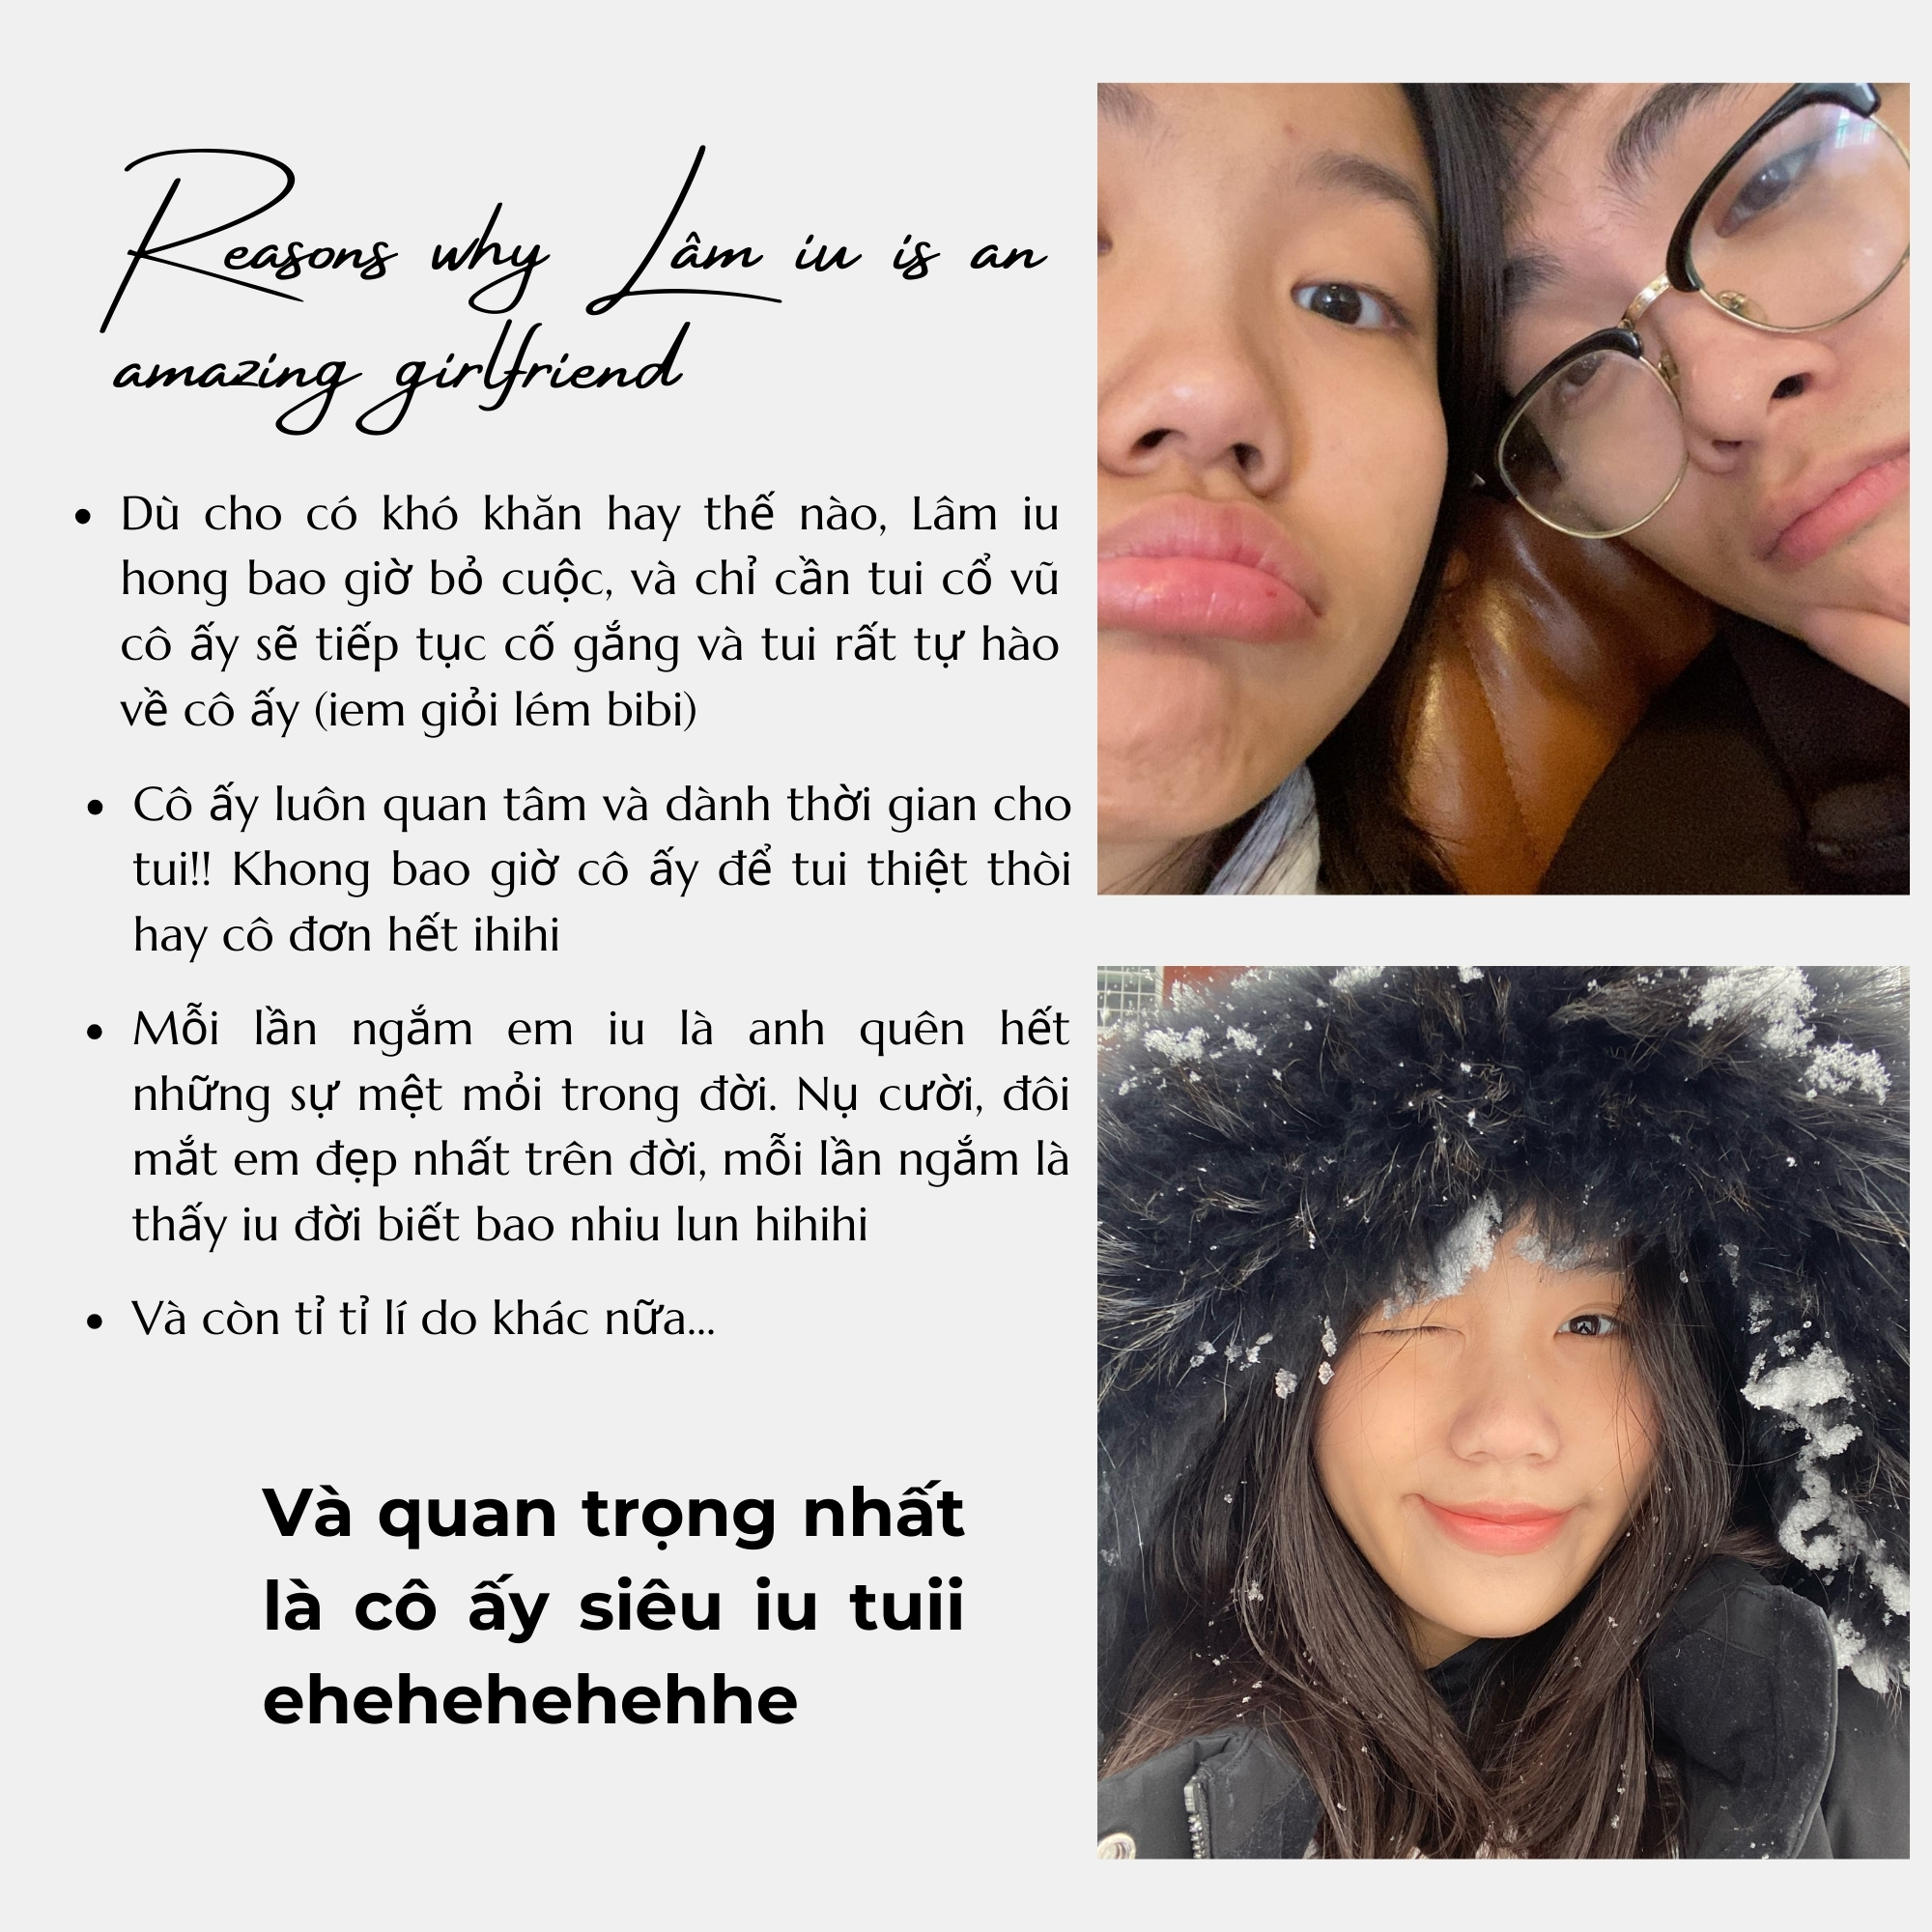 Reasons why Lâm iu is an
amazing girlfriend
• Dù cho có khó khăn hay thế nào, Lâm iu
hong bao giờ bỏ cuộc, và chỉ cần tui cổ vũ
cô ấy sẽ tiếp tục cố gắng và tui rất tự hào
về cô ấy (iem giỏi lém bibi)
• Cô ấy luôn quan tâm và dành thời gian cho
tui!! Khong bao giờ cô ấy để tui thiệt thòi
hay cô đơn hết ihihi
• Mỗi lần ngắm em iu là anh quên hết
những sự mệt mỏi trong đời. Nụ cười, đôi
mắt em đẹp nhất trên đời, mỗi lần ngắm là
thấy iu đời biết bao nhiu lun hihihi
• Và còn tỉ tỉ lí do khác nữa...
Và quan trọng nhất
là cô ấy siêu iu tuii
ehehehehehhe